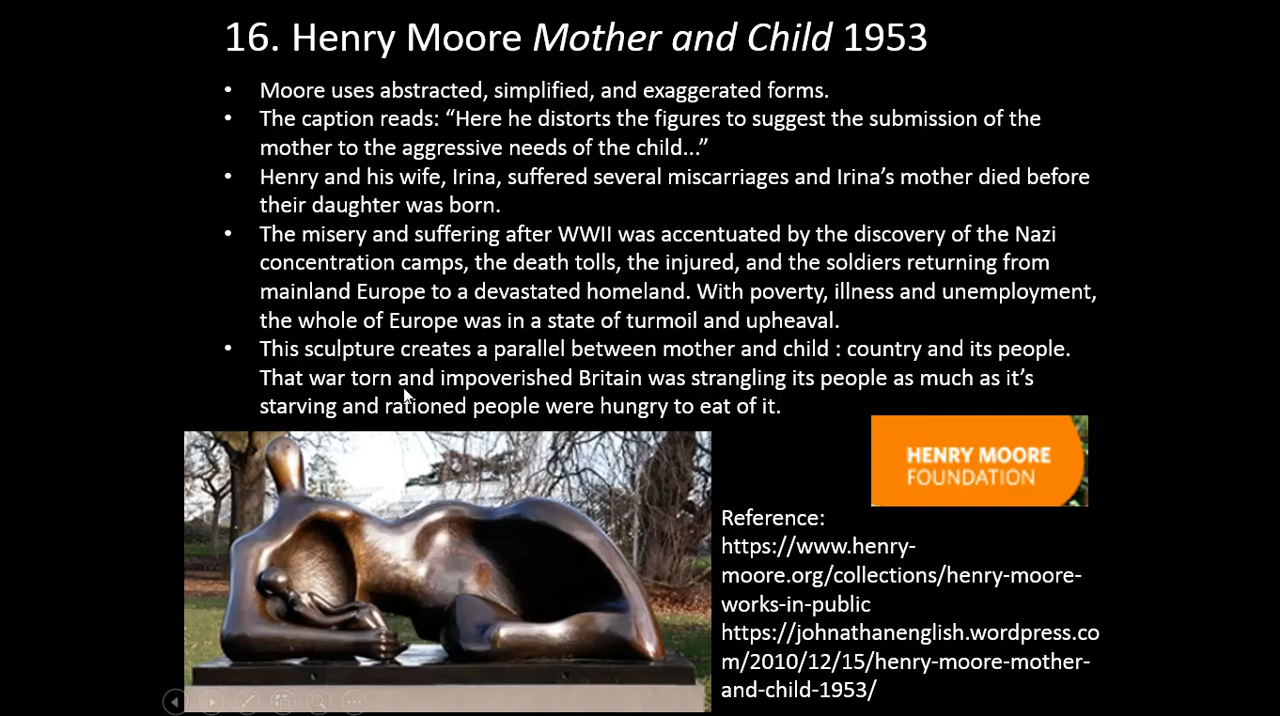 16. Henry Moore Mother and Child 1953
• Moore uses abstracted, simplified, and exaggerated forms.
• The caption reads: “Here he distorts the figures to suggest the submission of the
mother to the aggressive needs of the child...”
• Henry and his wife, Irina, suffered several miscarriages and Irina’s mother died before
their daughter was born.
• The misery and suffering after WWII was accentuated by the discovery of the Nazi
concentration camps, the death tolls, the injured, and the soldiers returning from
mainland Europe to a devastated homeland. With poverty, illness and unemployment,
the whole of Europe was in a state of turmoil and upheaval.
• This sculpture creates a parallel between mother and child : country and its people.
That war torn and impoverished Britain was strangling its people as much as it’s
starving and rationed people were hungry to eat of it.
HENRY MOORE
FOUNDATION
Reference:
https://www.henry-
moore.org/collections/henry-moore-
works-in-public
https://johnathanenglish.wordpress.co
m/2010/12/15/henry-moore-mother-
and-child-1953/